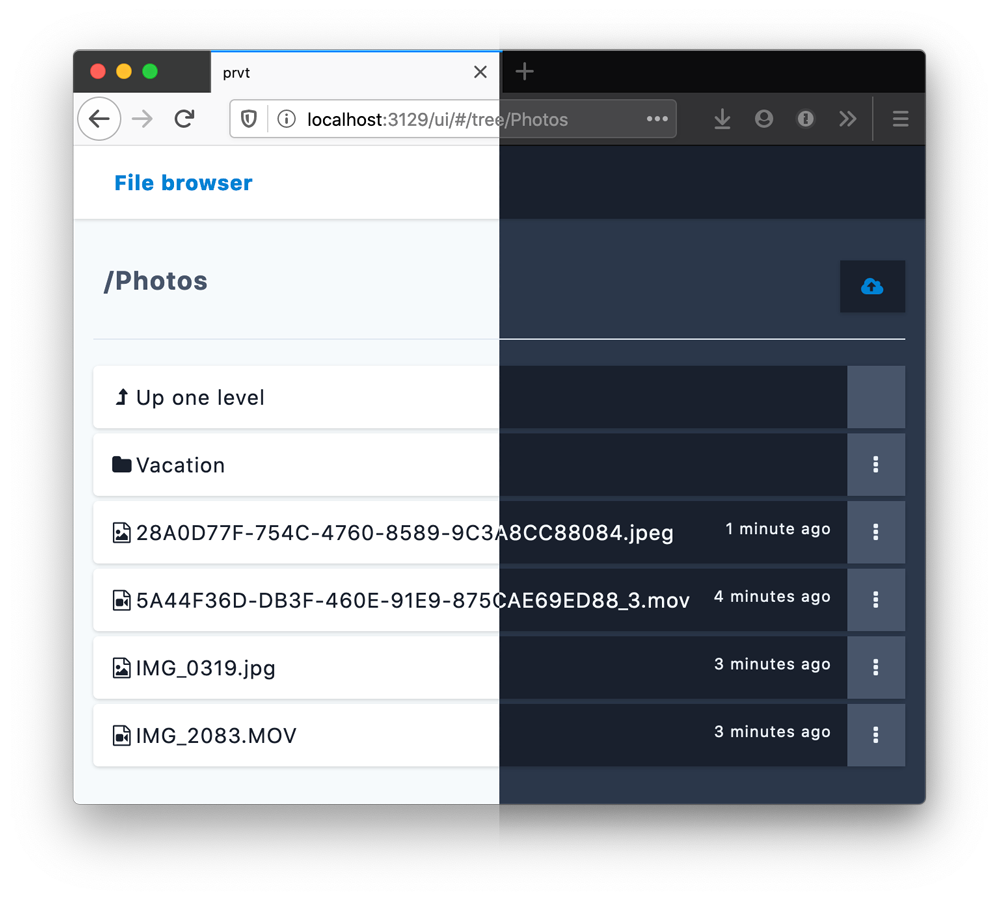 prvt
localhost:3129/ui/#/tree/Photos
File browser
/Photos
Up one level
Vacation
28A0D77F-754C-4760-8589-9C3A8CC88084.jpeg 1 minute ago
5A44F36D-DB3F-460E-91E9-875CAE69ED88_3.mov 4 minutes ago
IMG_0319.jpg 3 minutes ago
IMG_2083.MOV 3 minutes ago